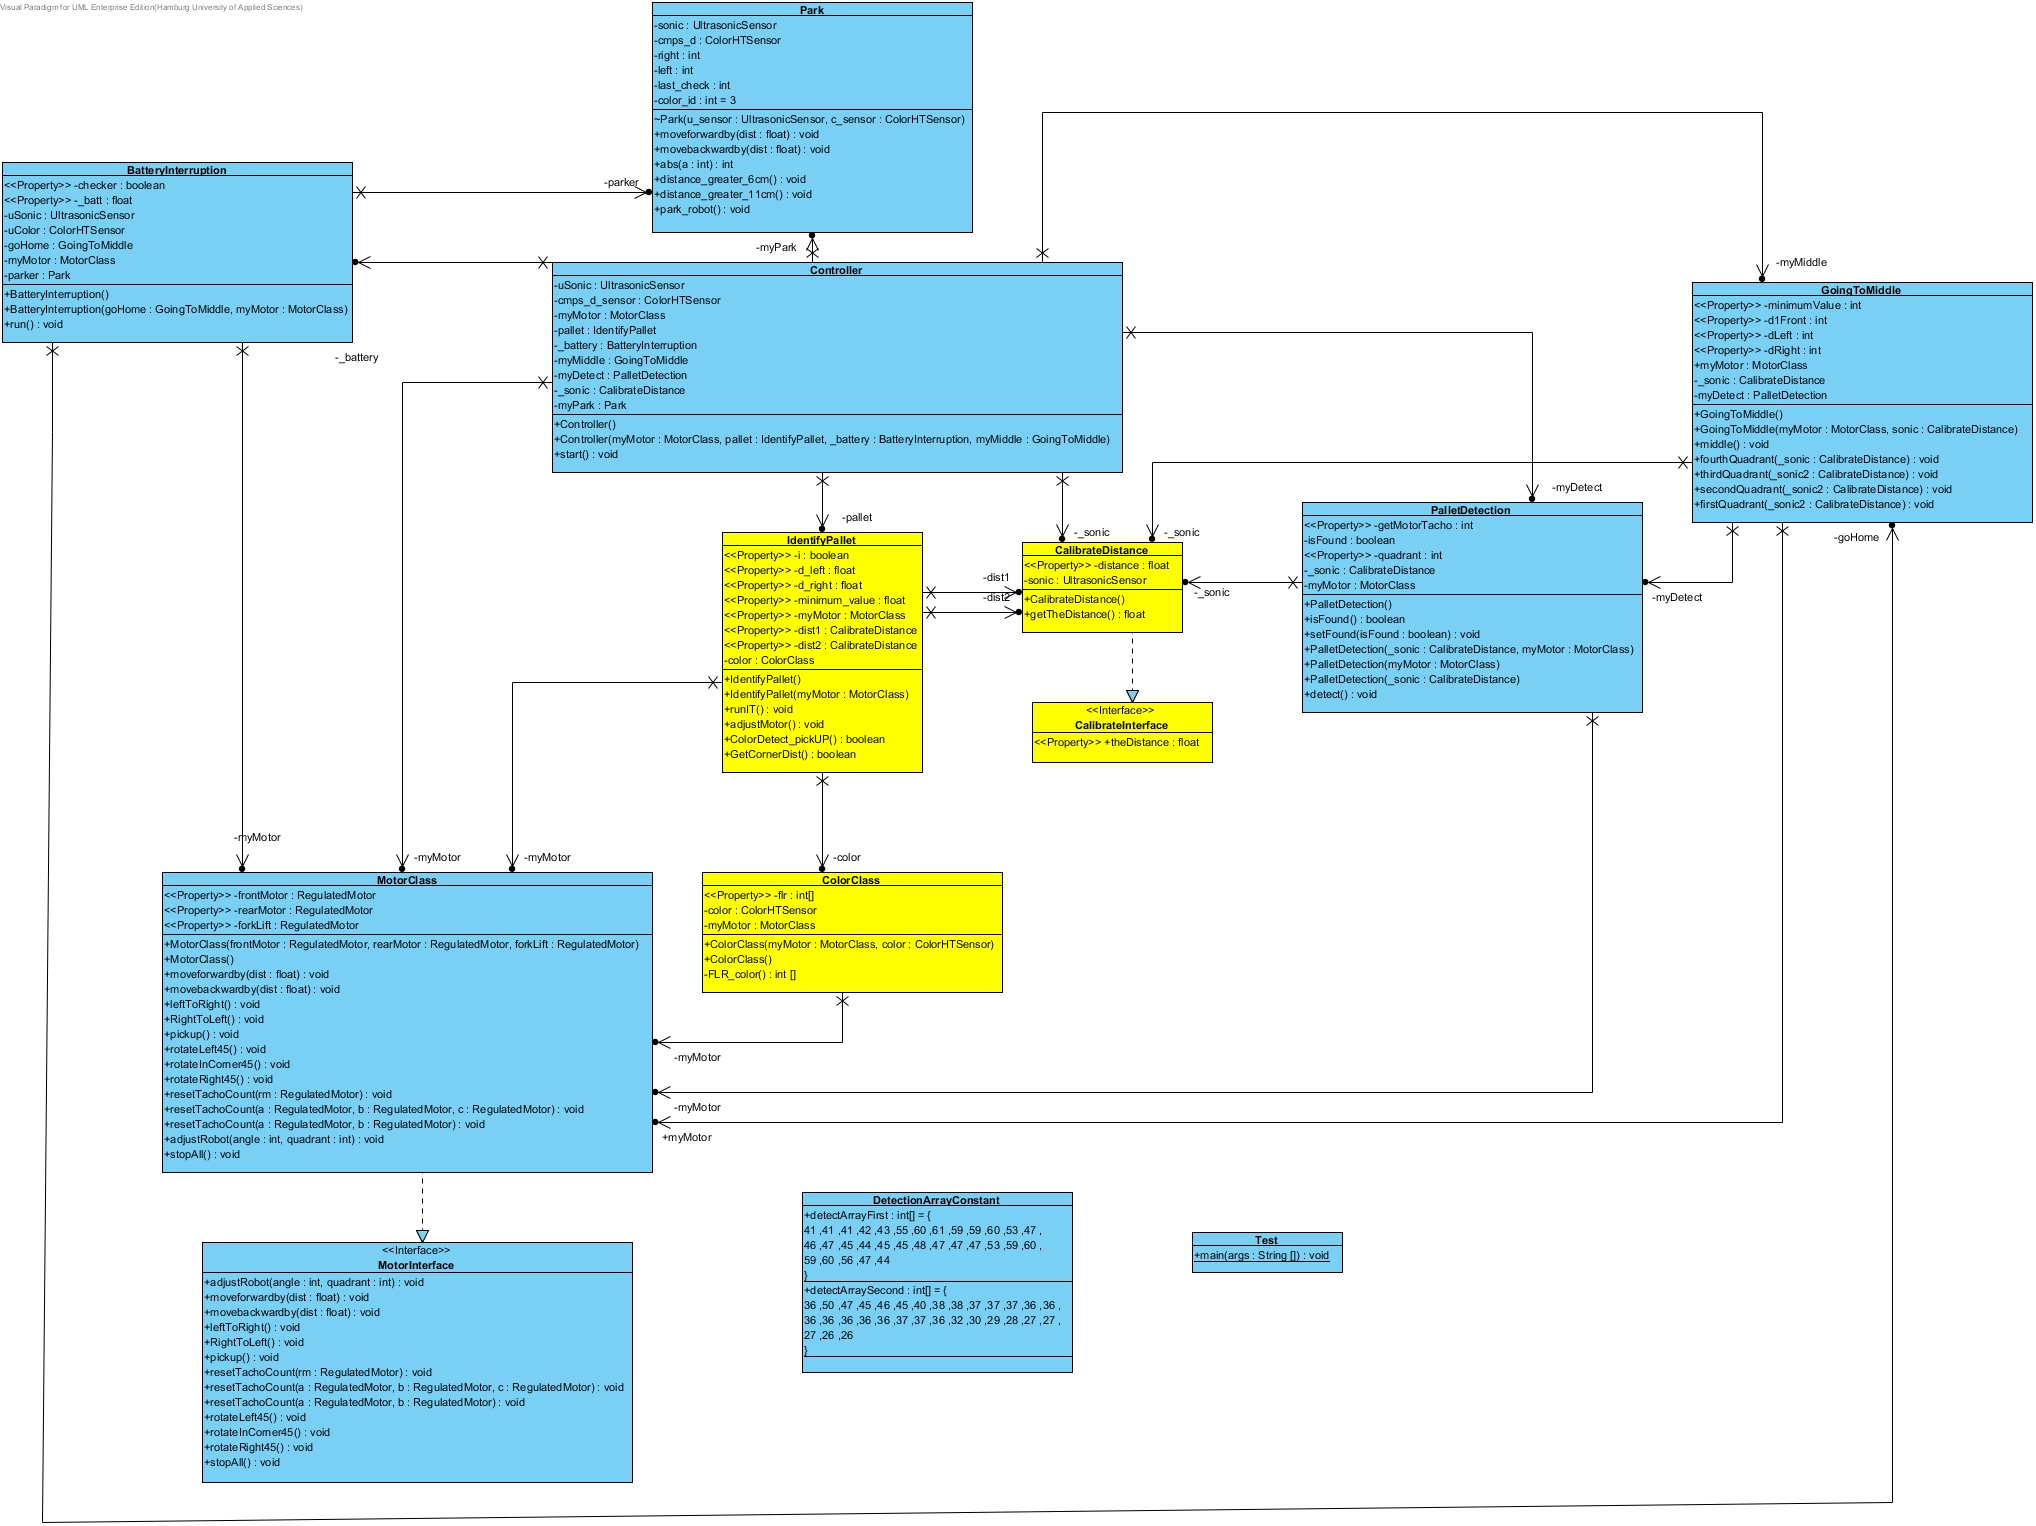 Visual Paradigm for UML Enterprise Edition(Hamburg University of Applied Sciences)
Park
-sonic : UltrasonicSensor
-cmps_d : ColorHTSensor
-right : int
-left : int
-last_check : int
-color_id : int = 3
~Park(u_sensor : UltrasonicSensor, c_sensor : ColorHTSensor)
+moveforwardby(dist : float) : void
+movebackwardby(dist : float) : void
+abs(a : int) : int
+distance_greater_6cm() : void
+distance_greater_11cm() : void
+park_robot() : void
BatteryInterruption
<<Property>> -checker : boolean
<<Property>> -_batt : float
-uSonic : UltrasonicSensor
-uColor : ColorHTSensor
-goHome : GoingToMiddle
-myMotor : MotorClass
-parker : Park
+BatteryInterruption()
+BatteryInterruption(goHome : GoingToMiddle, myMotor : MotorClass)
+run() : void
-parker
-myPark
-_battery
Controller
-uSonic : UltrasonicSensor
-cmps_d_sensor : ColorHTSensor
-myMotor : MotorClass
-pallet : IdentifyPallet
-_battery : BatteryInterruption
-myMiddle : GoingToMiddle
-myDetect : PalletDetection
-_sonic : CalibrateDistance
-myPark : Park
+Controller()
+Controller(myMotor : MotorClass, pallet : IdentifyPallet, _battery : BatteryInterruption, myMiddle : GoingToMiddle)
+start() : void
-myMiddle
GoingToMiddle
<<Property>> -minimumValue : int
<<Property>> -d1Front : int
<<Property>> -dLeft : int
<<Property>> -dRight : int
+myMotor : MotorClass
-_sonic : CalibrateDistance
-myDetect : PalletDetection
+GoingToMiddle()
+GoingToMiddle(myMotor : MotorClass, sonic : CalibrateDistance)
+middle() : void
+fourthQuadrant(_sonic : CalibrateDistance) : void
+thirdQuadrant(_sonic2 : CalibrateDistance) : void
+secondQuadrant(_sonic2 : CalibrateDistance) : void
+firstQuadrant(_sonic2 : CalibrateDistance) : void
-goHome
-myDetect
-pallet
-_sonic
-_sonic
IdentifyPallet
<<Property>> -i : boolean
<<Property>> -d_left : float
<<Property>> -d_right : float
<<Property>> -minimum_value : float
<<Property>> -myMotor : MotorClass
<<Property>> -dist1 : CalibrateDistance
<<Property>> -dist2 : CalibrateDistance
-color : ColorClass
+IdentifyPallet()
+IdentifyPallet(myMotor : MotorClass)
+runIT() : void
+adjustMotor() : void
+ColorDetect_pickUP() : boolean
+GetCornerDist() : boolean
-dist1
-dist2
CalibrateDistance
<<Property>> -distance : float
-sonic : UltrasonicSensor
+CalibrateDistance()
+getTheDistance() : float
-_sonic
PalletDetection
<<Property>> -getMotorTacho : int
-isFound : boolean
<<Property>> -quadrant : int
-_sonic : CalibrateDistance
-myMotor : MotorClass
+PalletDetection()
+isFound() : boolean
+setFound(isFound : boolean) : void
+PalletDetection(_sonic : CalibrateDistance, myMotor : MotorClass)
+PalletDetection(myMotor : MotorClass)
+PalletDetection(_sonic : CalibrateDistance)
+detect() : void
-myDetect
<<Interface>>
CalibrateInterface
<<Property>> +theDistance : float
-myMotor
-myMotor
-myMotor
-color
MotorClass
<<Property>> -frontMotor : RegulatedMotor
<<Property>> -rearMotor : RegulatedMotor
<<Property>> -forkLift : RegulatedMotor
+MotorClass(frontMotor : RegulatedMotor, rearMotor : RegulatedMotor, forkLift : RegulatedMotor)
+MotorClass()
+moveforwardby(dist : float) : void
+movebackwardby(dist : float) : void
+leftToRight() : void
+RightToLeft() : void
+pickup() : void
+rotateLeft45() : void
+rotateInCorner45() : void
+rotateRight45() : void
+resetTachoCount(rm : RegulatedMotor) : void
+resetTachoCount(a : RegulatedMotor, b : RegulatedMotor, c : RegulatedMotor) : void
+resetTachoCount(a : RegulatedMotor, b : RegulatedMotor) : void
+adjustRobot(angle : int, quadrant : int) : void
+stopAll() : void
ColorClass
<<Property>> -flr : int[]
-color : ColorHTSensor
-myMotor : MotorClass
+ColorClass(myMotor : MotorClass, color : ColorHTSensor)
+ColorClass()
-FLR_color() : int []
-myMotor
-myMotor
+myMotor
<<Interface>>
MotorInterface
+adjustRobot(angle : int, quadrant : int) : void
+moveforwardby(dist : float) : void
+movebackwardby(dist : float) : void
+leftToRight() : void
+RightToLeft() : void
+pickup() : void
+resetTachoCount(rm : RegulatedMotor) : void
+resetTachoCount(a : RegulatedMotor, b : RegulatedMotor, c : RegulatedMotor) : void
+resetTachoCount(a : RegulatedMotor, b : RegulatedMotor) : void
+rotateLeft45() : void
+rotateInCorner45() : void
+rotateRight45() : void
+stopAll() : void
DetectionArrayConstant
+detectArrayFirst : int[] = {
41 ,41 ,41 ,42 ,43 ,55 ,60 ,61 ,59 ,59 ,60 ,53 ,47 ,
46 ,47 ,45 ,44 ,45 ,45 ,48 ,47 ,47 ,47 ,53 ,59 ,60 ,
59 ,60 ,56 ,47 ,44
}
+detectArraySecond : int[] = {
36 ,50 ,47 ,45 ,46 ,45 ,40 ,38 ,38 ,37 ,37 ,37 ,36 ,36 ,
36 ,36 ,36 ,36 ,36 ,37 ,37 ,36 ,32 ,30 ,29 ,28 ,27 ,27 ,
27 ,26 ,26
}
Test
+main(args : String []) : void